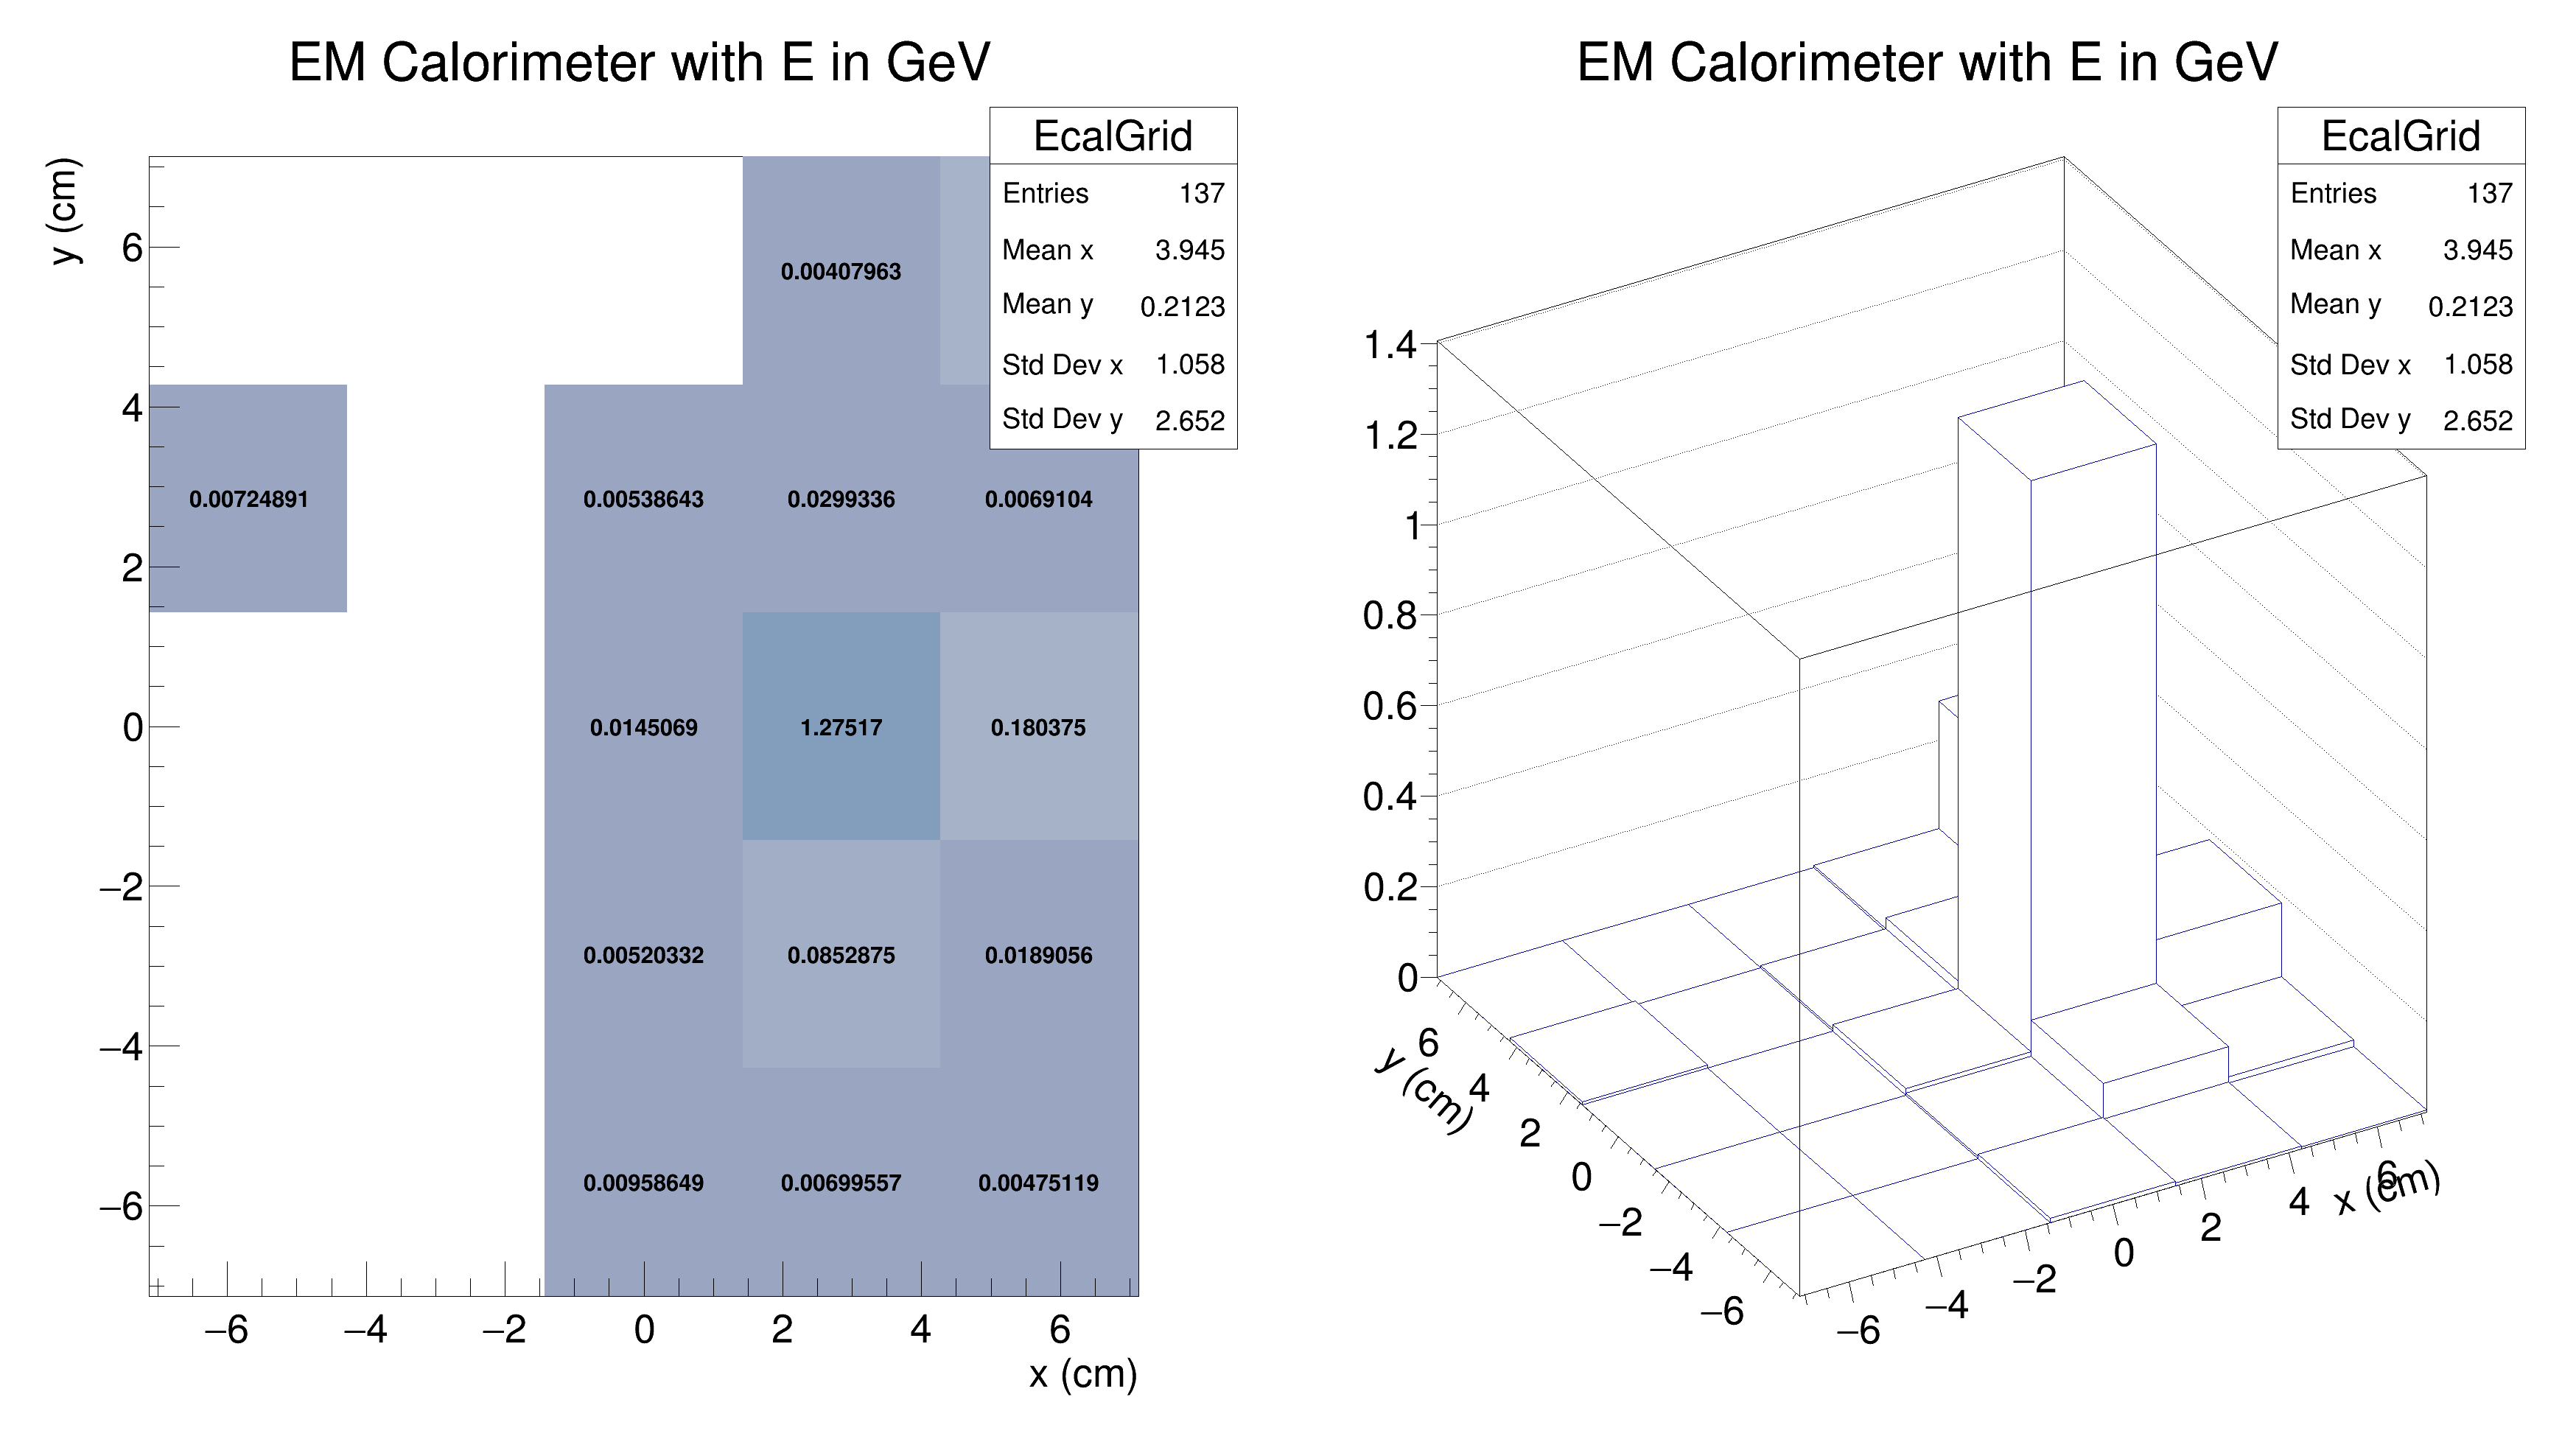 EM Calorimeter with E in GeV
EcalGrid
Entries 137
Mean x 3.945
Mean y 0.2123
Std Dev x 1.058
Std Dev y 2.652
y (cm)
6
4
2
0
−2
−4
−6
0.00407963
0.00724891 0.00538643 0.0299336 0.0069104
0.0145069 1.27517 0.180375
0.00520332 0.0852875 0.0189056
0.00958649 0.00699557 0.00475119
−6 −4 −2 0 2 4 6
x (cm)
EM Calorimeter with E in GeV
EcalGrid
Entries 137
Mean x 3.945
Mean y 0.2123
Std Dev x 1.058
Std Dev y 2.652
1.4
1.2
1
0.8
0.6
0.4
0.2
0
y (cm)
6
4
2
0
−2
−4
−6
−6
−4
−2
0
2
4
6
x (cm)